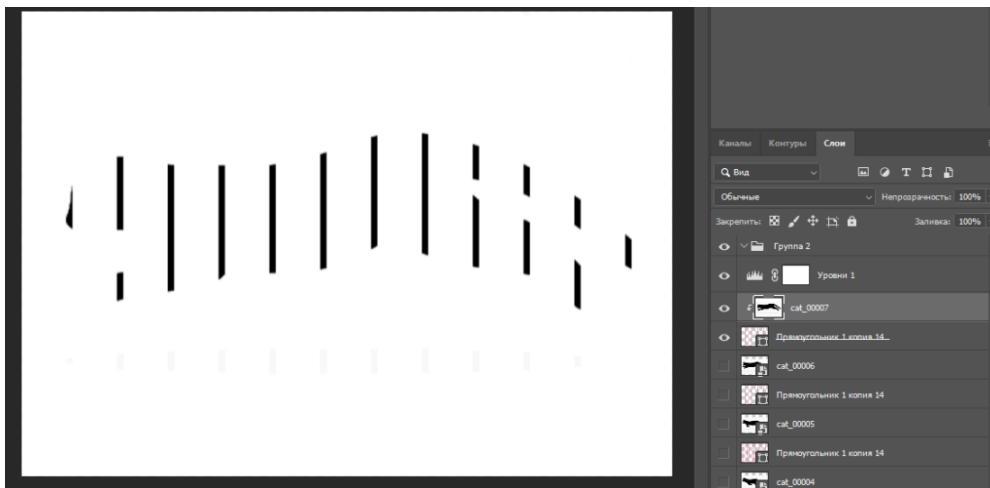 Каналы Контуры Слои
Вид T
Обычные Непрозрачность: 100%
Закрепить: Заливка: 100%
Группа 2
Уровни 1
cat_00007
Прямоугольник 1 копия 14
cat_00006
Прямоугольник 1 копия 14
cat_00005
Прямоугольник 1 копия 14
cat_00004